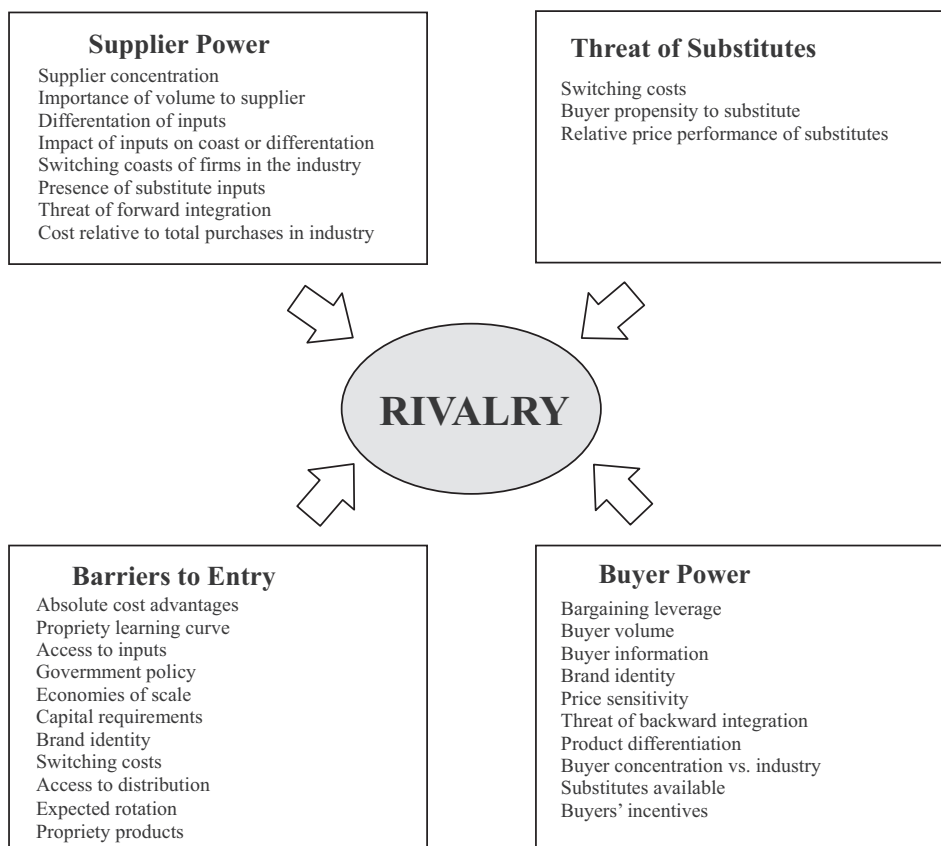 Supplier Power
Supplier concentration
Importance of volume to supplier
Differentation of inputs
Impact of inputs on coast or differentation
Switching coasts of firms in the industry
Presence of substitute inputs
Threat of forward integration
Cost relative to total purchases in industry
Threat of Substitutes
Switching costs
Buyer propensity to substitute
Relative price performance of substitutes
RIVALRY
Barriers to Entry
Absolute cost advantages
Propriety learning curve
Access to inputs
Govermment policy
Economies of scale
Capital requirements
Brand identity
Switching costs
Access to distribution
Expected rotation
Propriety products
Buyer Power
Bargaining leverage
Buyer volume
Buyer information
Brand identity
Price sensitivity
Threat of backward integration
Product differentiation
Buyer concentration vs. industry
Substitutes available
Buyers’ incentives